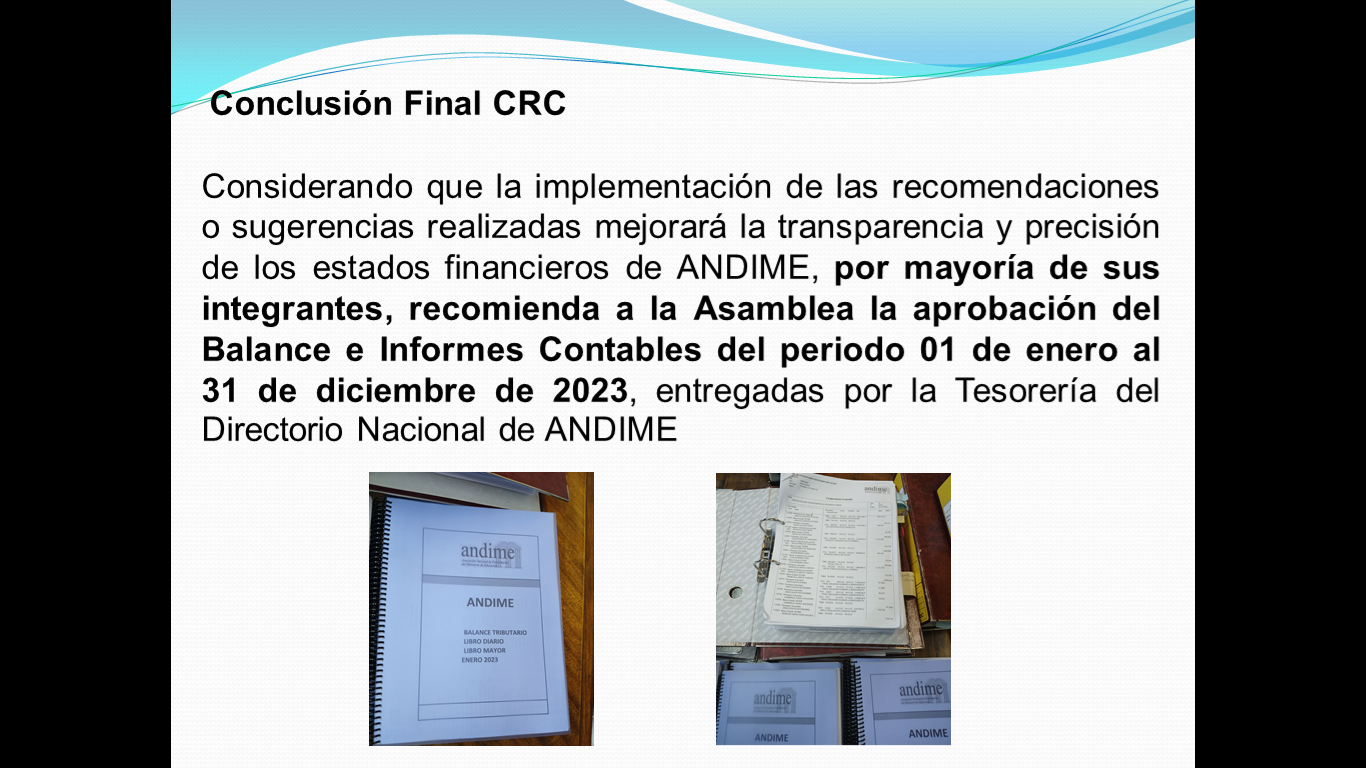 Conclusión Final CRC
Considerando que la implementación de las recomendaciones
o sugerencias realizadas mejorará la transparencia y precisión
de los estados financieros de ANDIME, por mayoría de sus
integrantes, recomienda a la Asamblea la aprobación del
Balance e Informes Contables del periodo 01 de enero al
31 de diciembre de 2023, entregadas por la Tesorería del
Directorio Nacional de ANDIME
andime
ANDIME
BALANCE TRIBUTARIO
LIBRO DIARIO
LIBRO MAYOR
ENERO 2023
andime
andime
ANDIME
andime
ANDIME